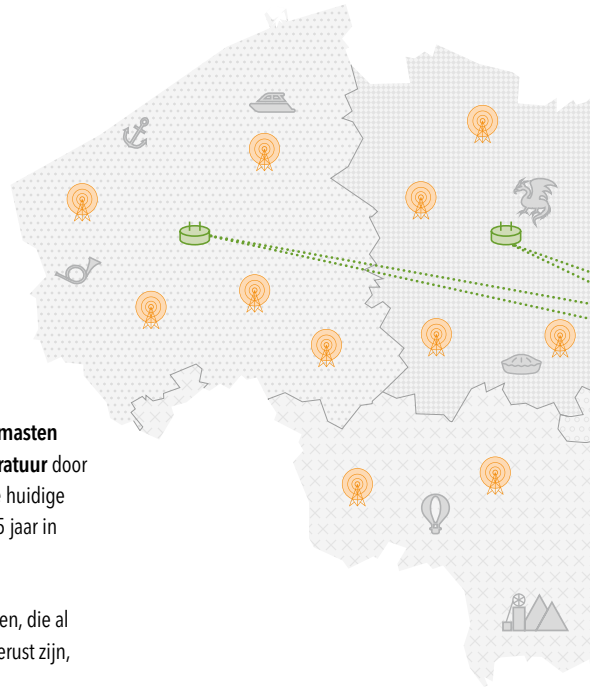 masten
ratuur door
huidige
5 jaar in
en, die al
erust zijn,